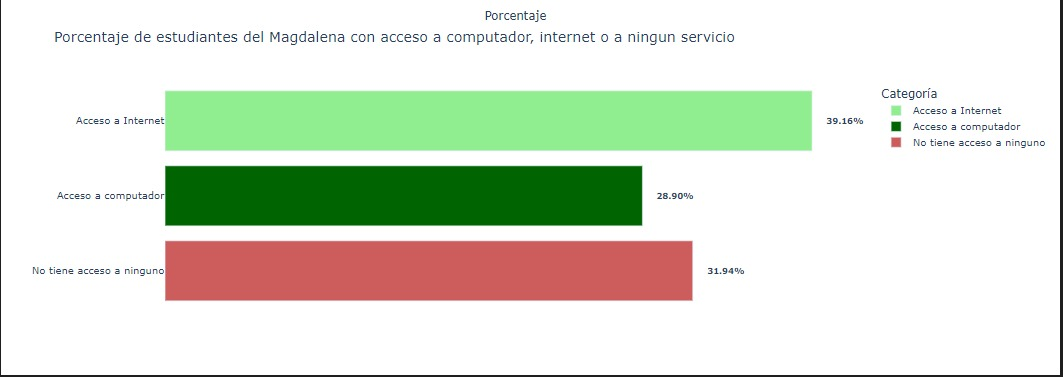 Porcentaje
Porcentaje de estudiantes del Magdalena con acceso a computador, internet o a ningun servicio
Categoría
Acceso a Internet
Acceso a computador
No tiene acceso a ninguno
Acceso a Internet
39.16%
Acceso a computador
28.90%
No tiene acceso a ninguno
31.94%